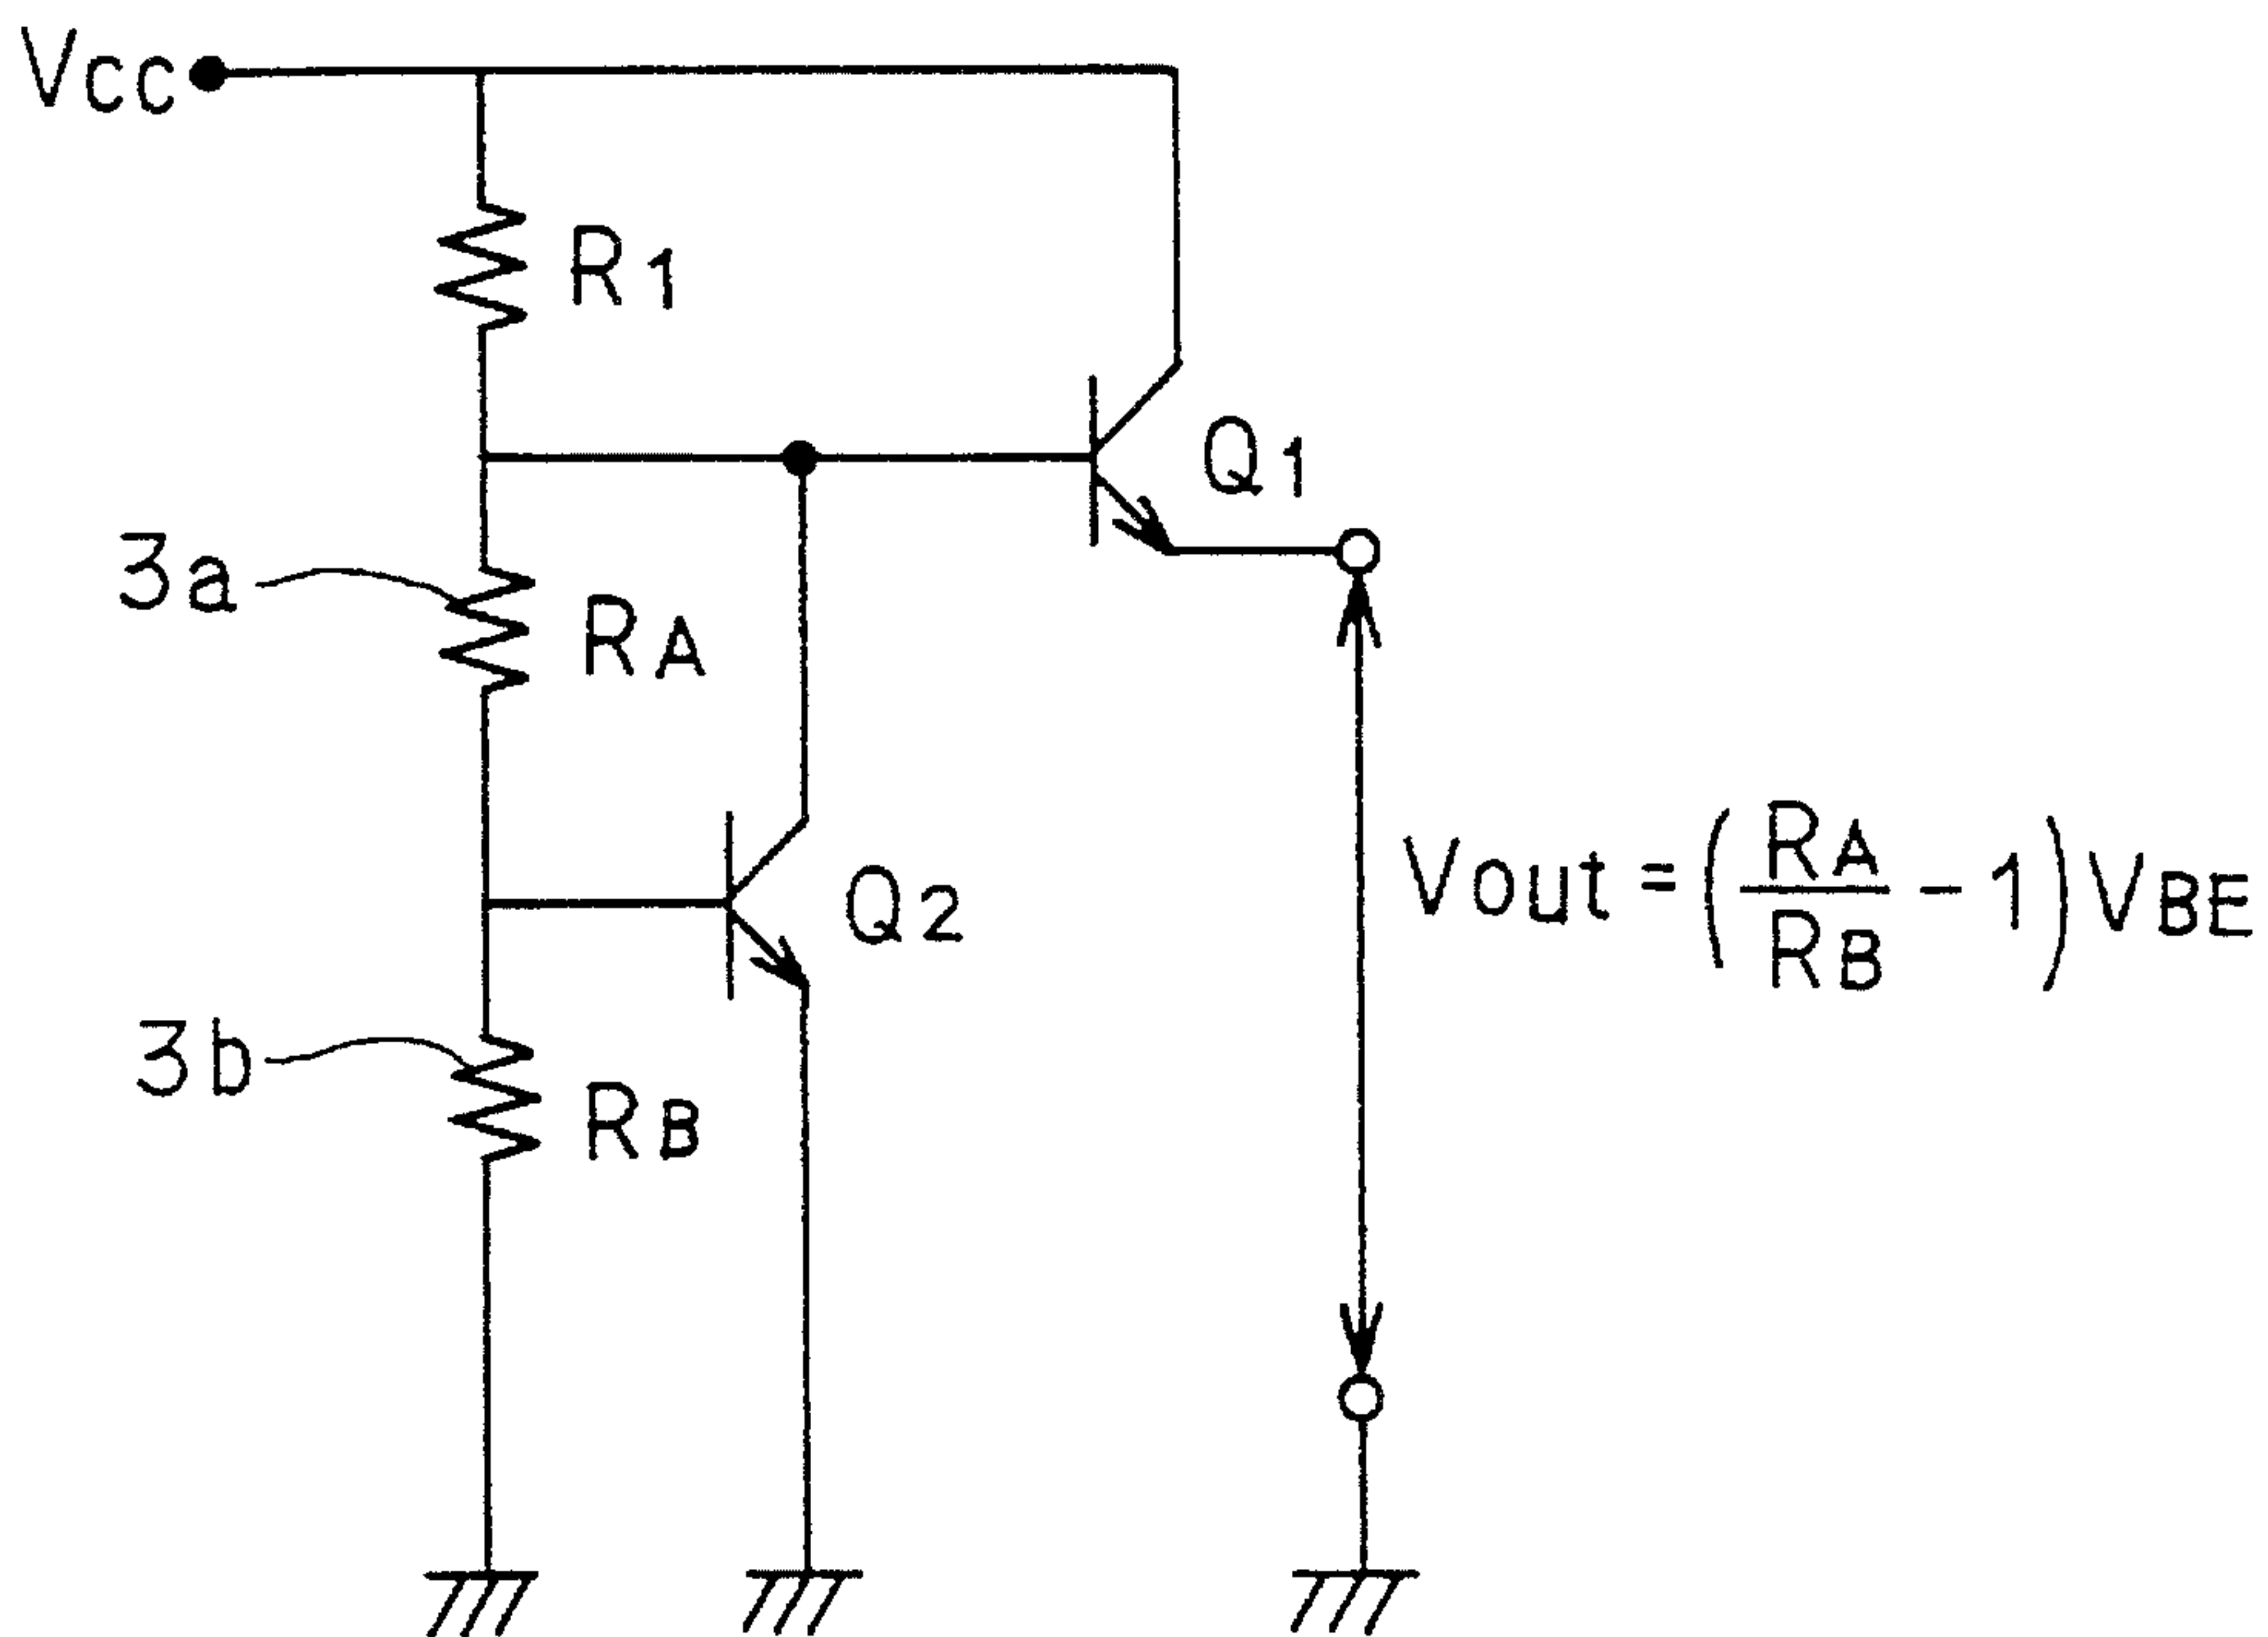 Vcc
R1
Q1
3a
RA
Q2
Vout = (RA/RB - 1) VBE
3b
RB